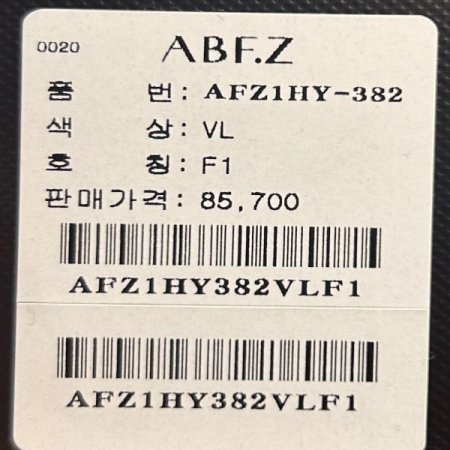 0020 ABF.Z
품 번: AFZ1HY-382
색 상: VL
호 칭: F1
판매가격: 85,700
AFZ1HY382VLF1
AFZ1HY382VLF1